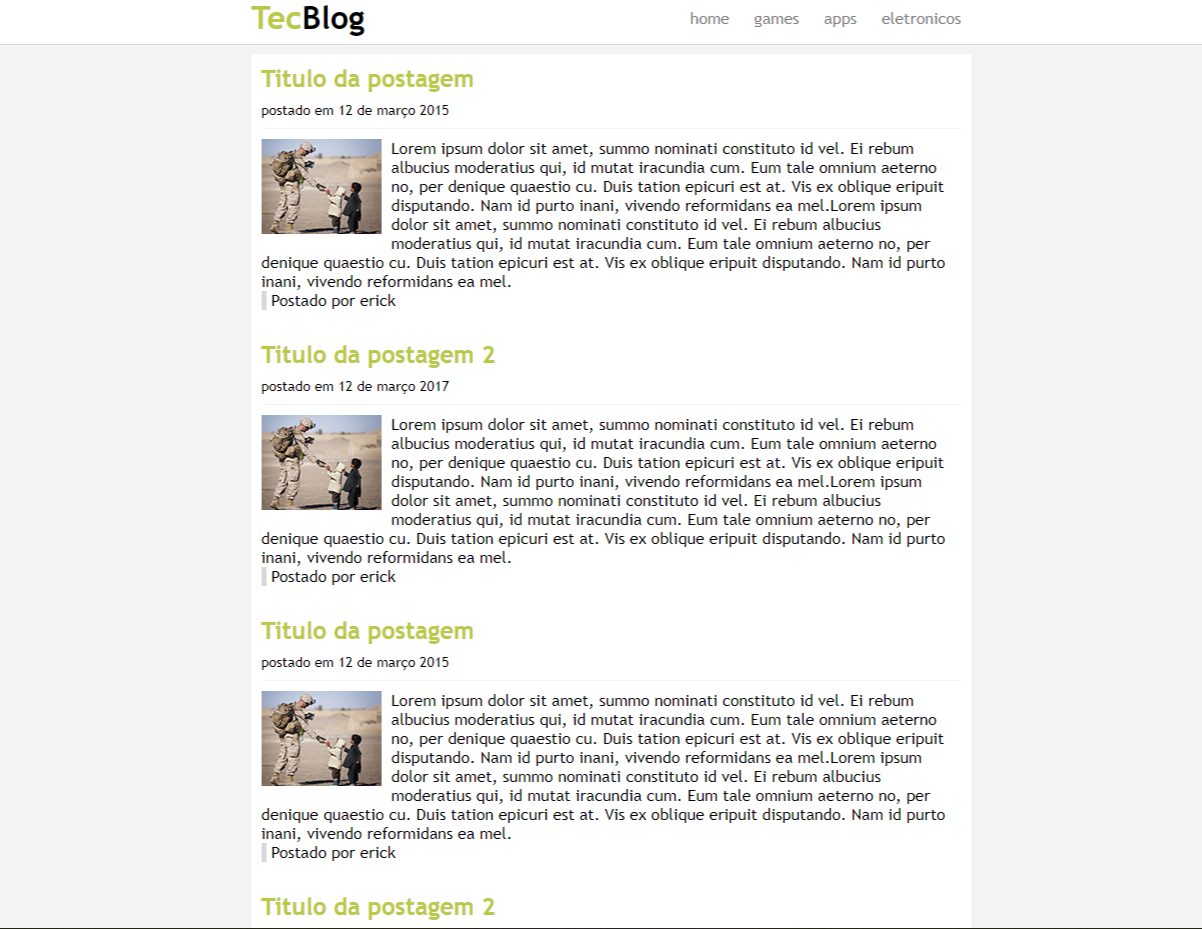 TecBlog
home games apps eletronicos
Titulo da postagem
postado em 12 de março 2015
Lorem ipsum dolor sit amet, summo nominati constituto id vel. Ei rebum
albucius moderatius qui, id mutat iracundia cum. Eum tale omnium aeterno
no, per denique quaestio cu. Duis tation epicuri est at. Vis ex oblique eripuit
disputando. Nam id purto inani, vivendo reformidans ea mel.Lorem ipsum
dolor sit amet, summo nominati constituto id vel. Ei rebum albucius
moderatius qui, id mutat iracundia cum. Eum tale omnium aeterno no, per
denique quaestio cu. Duis tation epicuri est at. Vis ex oblique eripuit disputando. Nam id purto
inani, vivendo reformidans ea mel.
Postado por erick
Titulo da postagem 2
postado em 12 de março 2017
Lorem ipsum dolor sit amet, summo nominati constituto id vel. Ei rebum
albucius moderatius qui, id mutat iracundia cum. Eum tale omnium aeterno
no, per denique quaestio cu. Duis tation epicuri est at. Vis ex oblique eripuit
disputando. Nam id purto inani, vivendo reformidans ea mel.Lorem ipsum
dolor sit amet, summo nominati constituto id vel. Ei rebum albucius
moderatius qui, id mutat iracundia cum. Eum tale omnium aeterno no, per
denique quaestio cu. Duis tation epicuri est at. Vis ex oblique eripuit disputando. Nam id purto
inani, vivendo reformidans ea mel.
Postado por erick
Titulo da postagem
postado em 12 de março 2015
Lorem ipsum dolor sit amet, summo nominati constituto id vel. Ei rebum
albucius moderatius qui, id mutat iracundia cum. Eum tale omnium aeterno
no, per denique quaestio cu. Duis tation epicuri est at. Vis ex oblique eripuit
disputando. Nam id purto inani, vivendo reformidans ea mel.Lorem ipsum
dolor sit amet, summo nominati constituto id vel. Ei rebum albucius
moderatius qui, id mutat iracundia cum. Eum tale omnium aeterno no, per
denique quaestio cu. Duis tation epicuri est at. Vis ex oblique eripuit disputando. Nam id purto
inani, vivendo reformidans ea mel.
Postado por erick
Titulo da postagem 2